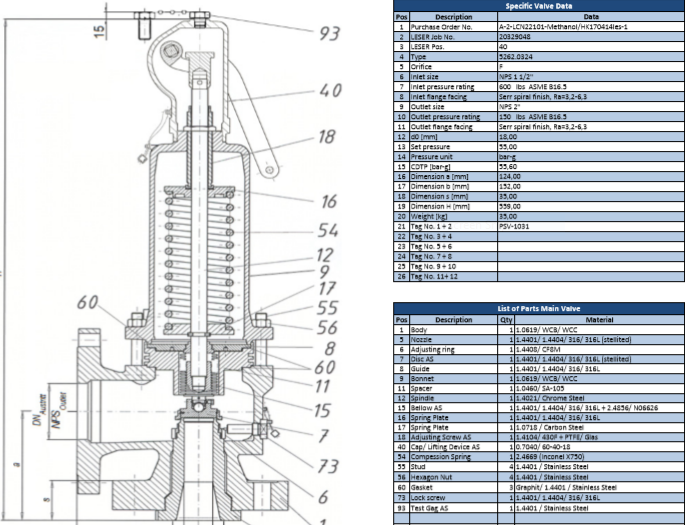 15
93
40
18
16
54
12
9
17
60
55
56
8
60
11
15
7
73
6
DN Austritt
NPS Outlet
a
s
Specific Valve Data
Pos Description Data
1 Purchase Order No. A-2-LCN22101-Methanol/HX170414ies-1
2 LESER Job No. 20329048
3 LESER Pos. 40
4 Type 5262.0324
5 Orifice F
6 Inlet size NPS 1 1/2"
7 Inlet pressure rating 600 lbs ASME B16.5
8 Inlet flange facing Serr spiral finish, Ra=3,2-6,3
9 Outlet size NPS 2"
10 Outlet pressure rating 150 lbs ASME B16.5
11 Outlet flange facing Serr spiral finish, Ra=3,2-6,3
12 d0 [mm] 18,00
13 Set pressure 55,00
14 Pressure unit bar-g
15 CDTP [bar-g] 55,60
16 Dimension a [mm] 124,00
17 Dimension b [mm] 152,00
18 Dimension s [mm] 35,00
19 Dimension H [mm] 559,00
20 Weight [kg] 35,00
21 Tag No. 1 + 2 PSV-1031
22 Tag No. 3 + 4
23 Tag No. 5 + 6
24 Tag No. 7 + 8
25 Tag No. 9 + 10
26 Tag No. 11+ 12
List of Parts Main Valve
Pos Description Qty Material
1 Body 1 1.0619/ WCB/ WCC
5 Nozzle 1 1.4401/ 1.4404/ 316/ 316L (stellited)
6 Adjusting ring 1 1.4408/ CF8M
7 Disc AS 1 1.4401/ 1.4404/ 316/ 316L (stellited)
8 Guide 1 1.4401/ 1.4404/ 316/ 316L
9 Bonnet 1 1.0619/ WCB/ WCC
11 Spacer 1 1.0460/ SA-105
12 Spindle 1 1.4021/ Chrome Steel
15 Bellow AS 1 1.4401/ 1.4404/ 316/ 316L + 2.4856/ N06626
16 Spring Plate 1 1.4401/ 1.4404/ 316/ 316L
17 Spring Plate 1 1.0718 / Carbon Steel
18 Adjusting Screw AS 1 1.4104/ 430F + PTFE/ Glas
40 Cap/ Lifting Device AS 1 0.7040/ 60-40-18
54 Compession Spring 1 2.4669 (Inconel X750)
55 Stud 4 1.4401 / Stainless Steel
56 Hexagon Nut 4 1.4401 / Stainless Steel
60 Gasket 3 Graphit/ 1.4401 / Stainless Steel
73 Lock screw 1 1.4401/ 1.4404/ 316/ 316L
93 Test Gag AS 1 1.4401 / Stainless Steel